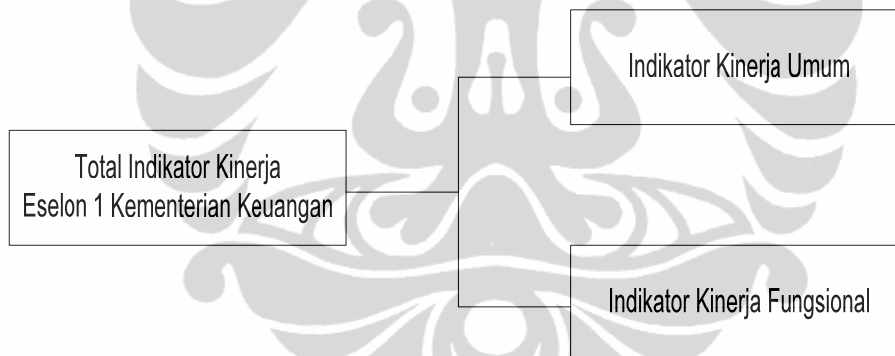 Indikator Kinerja Umum
Total Indikator Kinerja
Eselon 1 Kementerian Keuangan
Indikator Kinerja Fungsional